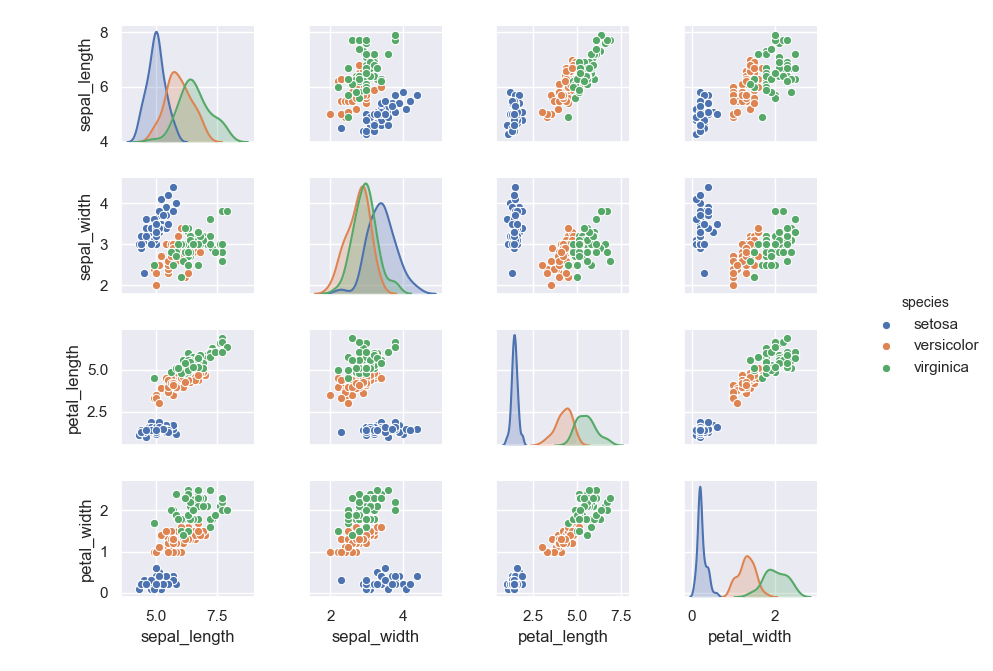 8
6
4
sepal_length
4
3
2
sepal_width
5.0
2.5
petal_length
2
1
0
petal_width
5.0 7.5
sepal_length
2 4
sepal_width
2.5 5.0 7.5
petal_length
0 2
petal_width
species
setosa
versicolor
virginica